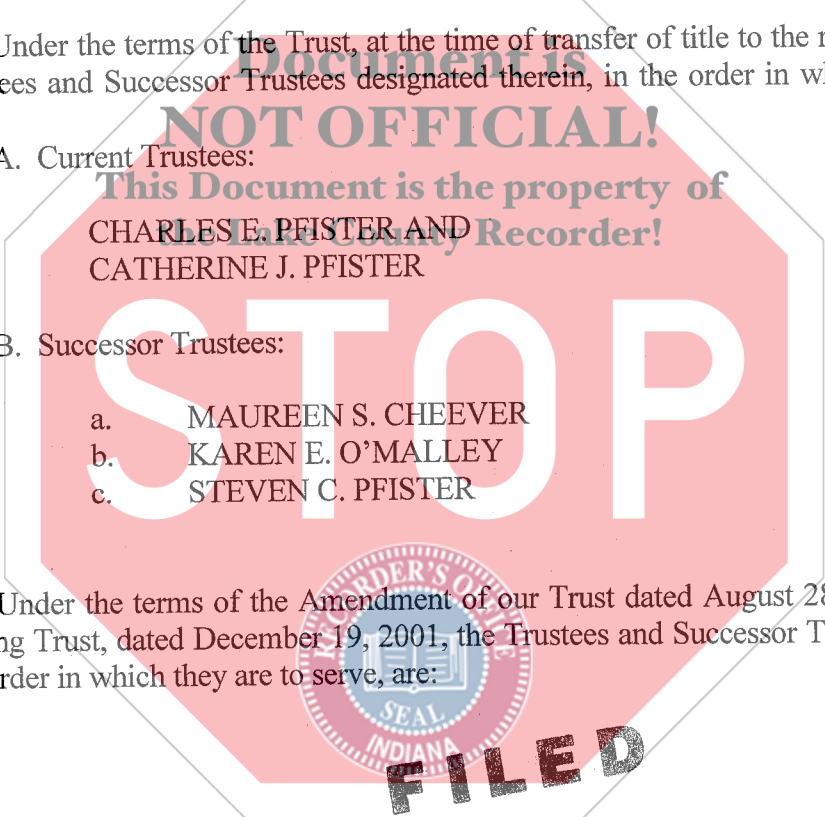 Under the terms of the Trust, at the time of transfer of title to the
Document is
ees and Successor Trustees designated therein, in the order in
NOT OFFICIAL!
A. Current Trustees:
This Document is the property of
the Lake County Recorder!
CHARLES E. PFISTER AND
CATHERINE J. PFISTER
STOP
B. Successor Trustees:
a. MAUREEN S. CHEEVER
b. KAREN E. O’MALLEY
c. STEVEN C. PFISTER
Under the terms of the Amendment of our Trust dated August 28
ng Trust, dated December 19, 2001, the Trustees and Successor T
rder in which they are to serve, are:
RECORDER'S OFFICE
SEAL
INDIANA
FILED